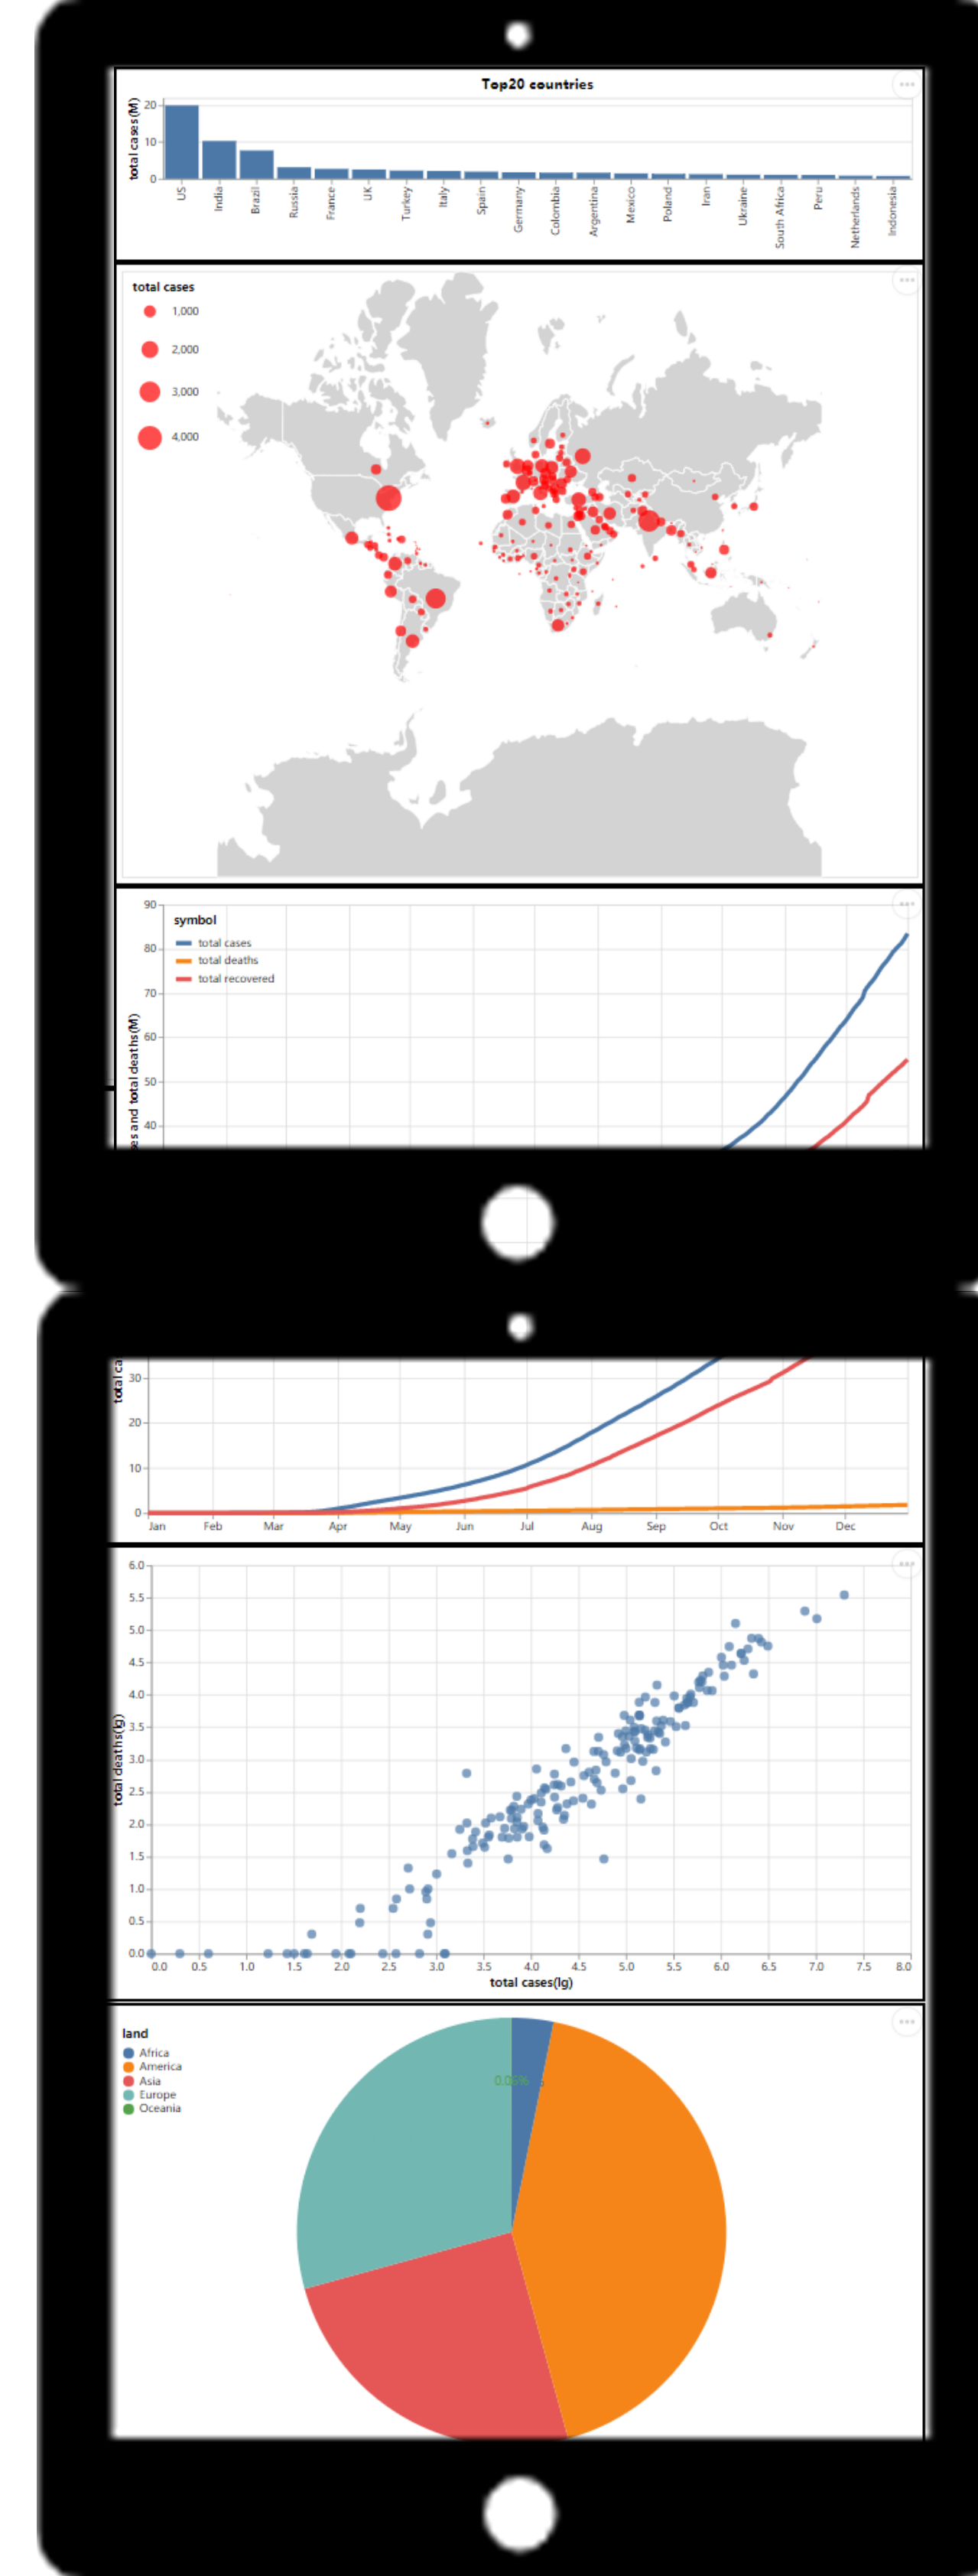 Top20 countries
total cases(M)
20
10
0
US India Brazil Russia France UK Turkey Italy Spain Germany Colombia Argentina Mexico Poland Iran Ukraine South Africa Peru Netherlands Indonesia
total cases
1,000
2,000
3,000
4,000
90
symbol
total cases
80
total deaths
total recovered
70
and total deaths(M)
60
50
40
total
30
20
10
0
Jan Feb Mar Apr May Jun Jul Aug Sep Oct Nov Dec
6.0
5.5
5.0
4.5
4.0
total deaths(lg)
3.5
3.0
2.5
2.0
1.5
1.0
0.5
0.0
0.0 0.5 1.0 1.5 2.0 2.5 3.0 3.5 4.0 4.5 5.0 5.5 6.0 6.5 7.0 7.5 8.0
total cases(lg)
land
Africa
America
Asia
Europe
Oceania